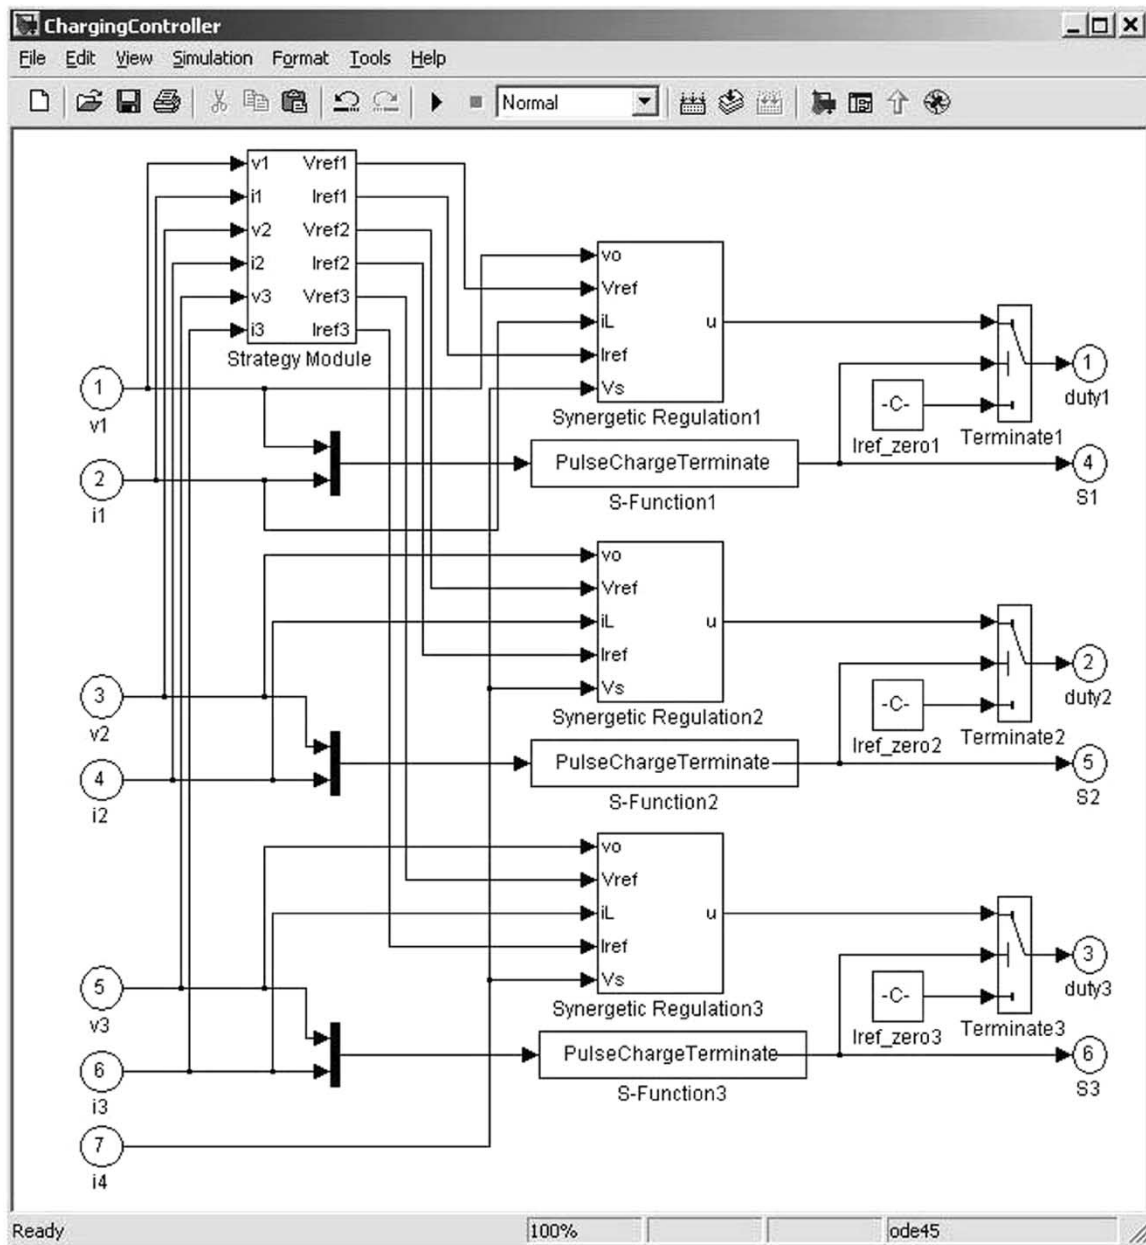 ChargingController
File Edit View Simulation Format Tools Help
Normal
v1 Vref1
i1 Iref1
v2 Vref2
i2 Iref2
v3 Vref3
i3 Iref3
Strategy Module
vo
Vref
iL u
Iref
Vs
Synergetic Regulation1
1
v1
2
i1
PulseChargeTerminate
S-Function1
-C-
Iref_zero1
Terminate1
1
duty1
4
S1
vo
Vref
iL u
Iref
Vs
Synergetic Regulation2
3
v2
4
i2
PulseChargeTerminate
S-Function2
-C-
Iref_zero2
Terminate2
2
duty2
5
S2
vo
Vref
iL u
Iref
Vs
Synergetic Regulation3
5
v3
6
i3
PulseChargeTerminate
S-Function3
-C-
Iref_zero3
Terminate3
3
duty3
6
S3
7
i4
Ready 100% ode45